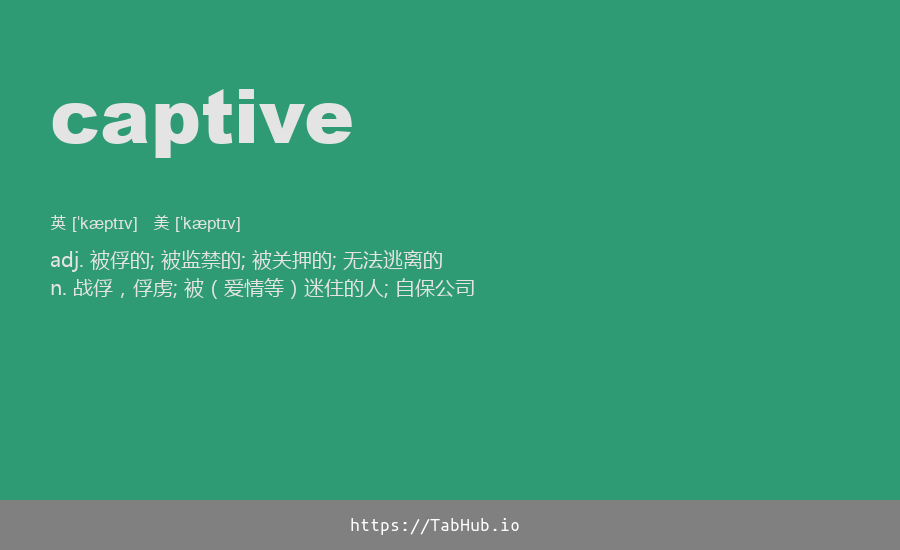 captive
英 [ˈkæptɪv] 美 [ˈkæptɪv]
adj. 被俘的; 被监禁的; 被关押的; 无法逃离的
n. 战俘，俘虏; 被（爱情等）迷住的人; 自保公司
https://TabHub.io